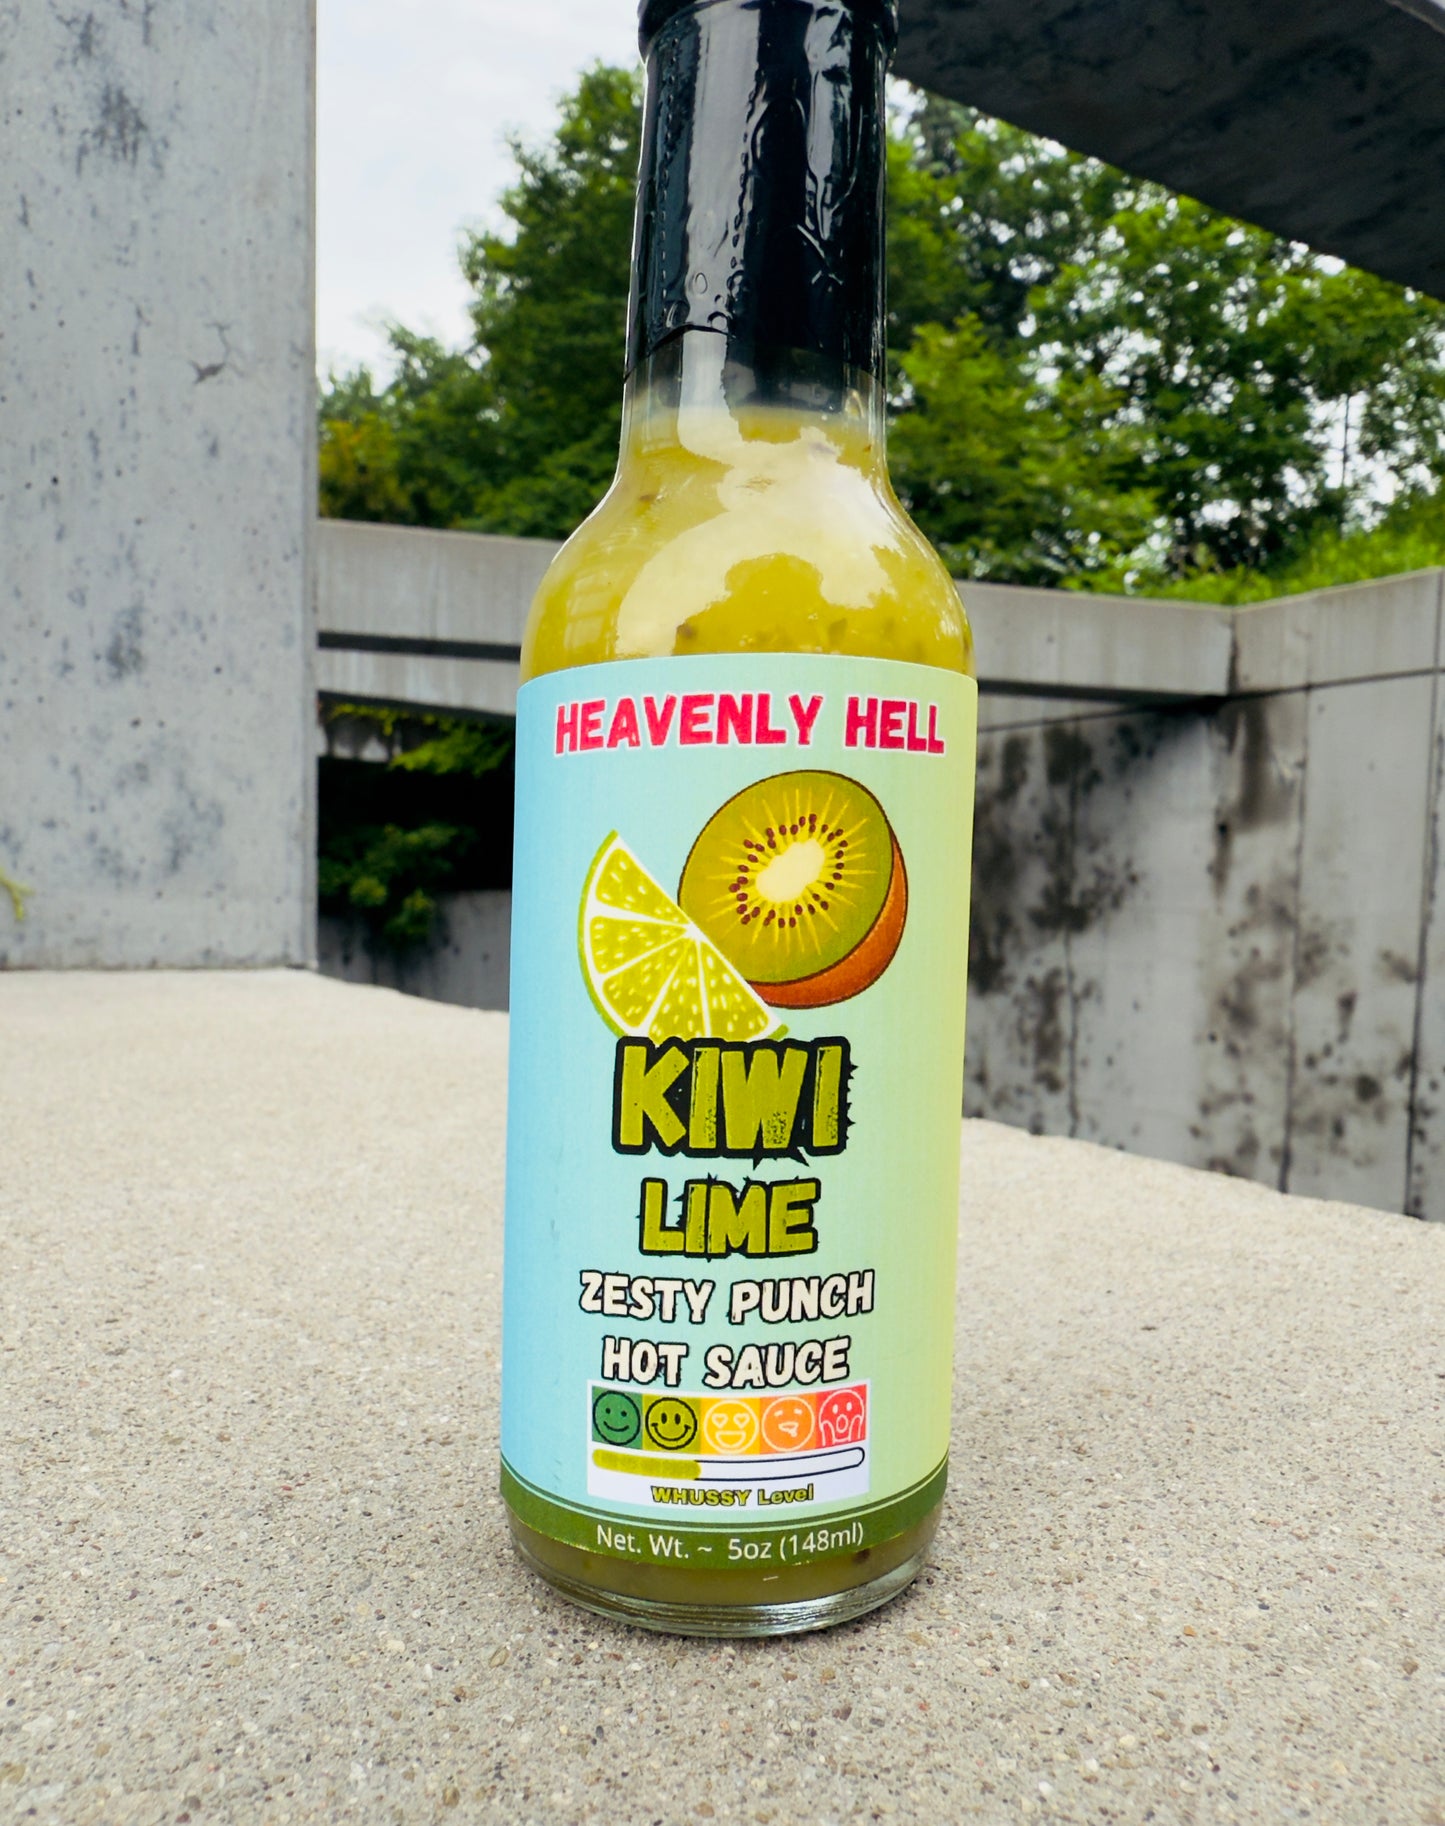 HEAVENLY HELL
KIWI
LIME
ZESTY PUNCH
HOT SAUCE
WHUSSY Level
Net. Wt. ~ 5oz (148ml)